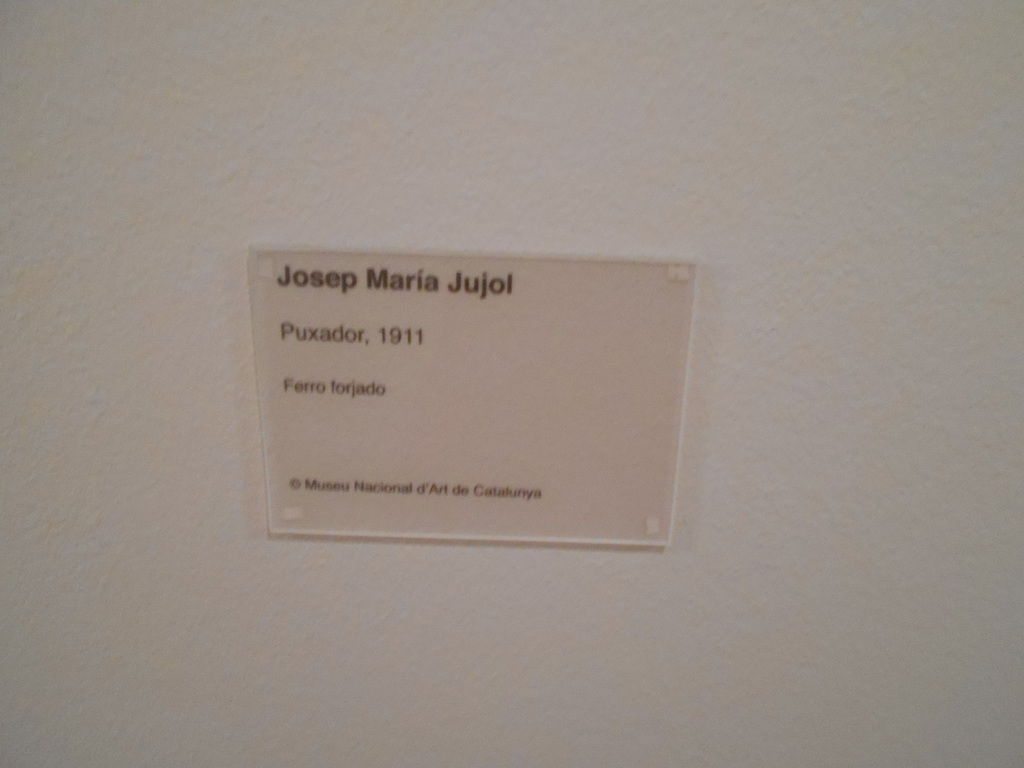 Josep María Jujol
Puxador, 1911
Ferro forjado
© Museu Nacional d'Art de Catalunya